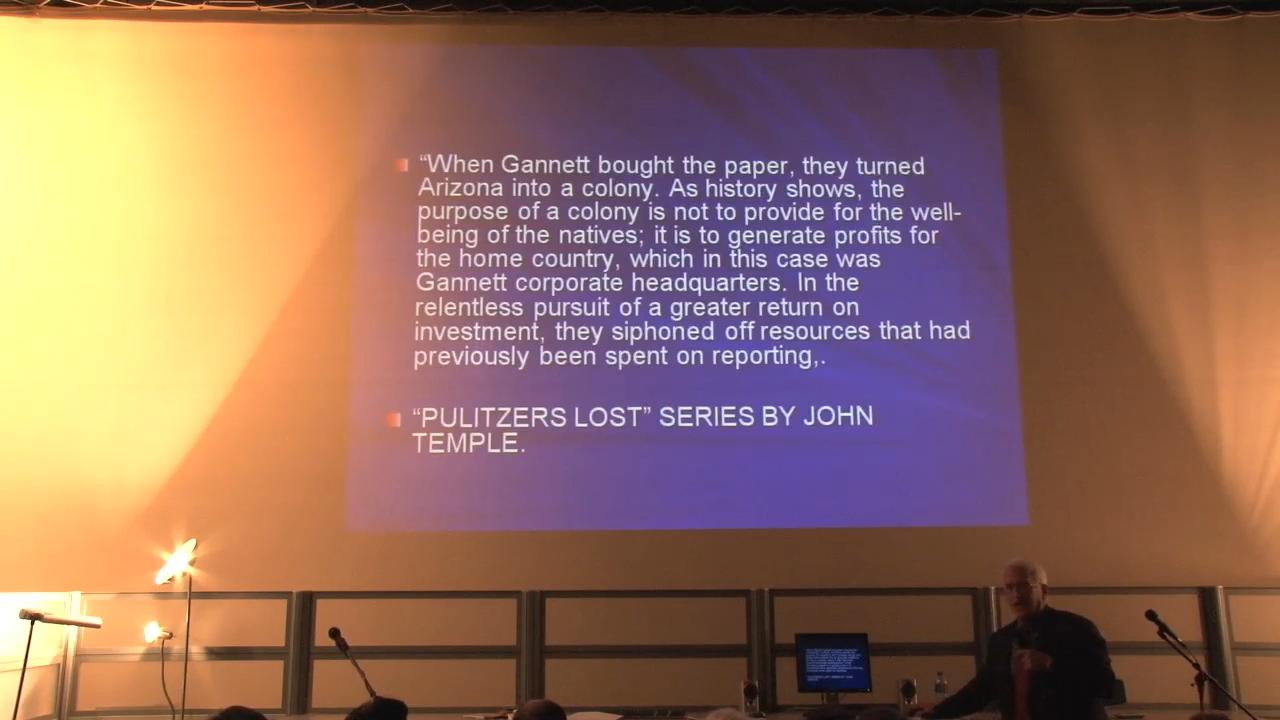 “When Gannett bought the paper, they turned
Arizona into a colony. As history shows, the
purpose of a colony is not to provide for the well-
being of the natives; it is to generate profits for
the home country, which in this case was
Gannett corporate headquarters. In the
relentless pursuit of a greater return on
investment, they siphoned off resources that had
previously been spent on reporting,.
“PULITZERS LOST” SERIES BY JOHN
TEMPLE.